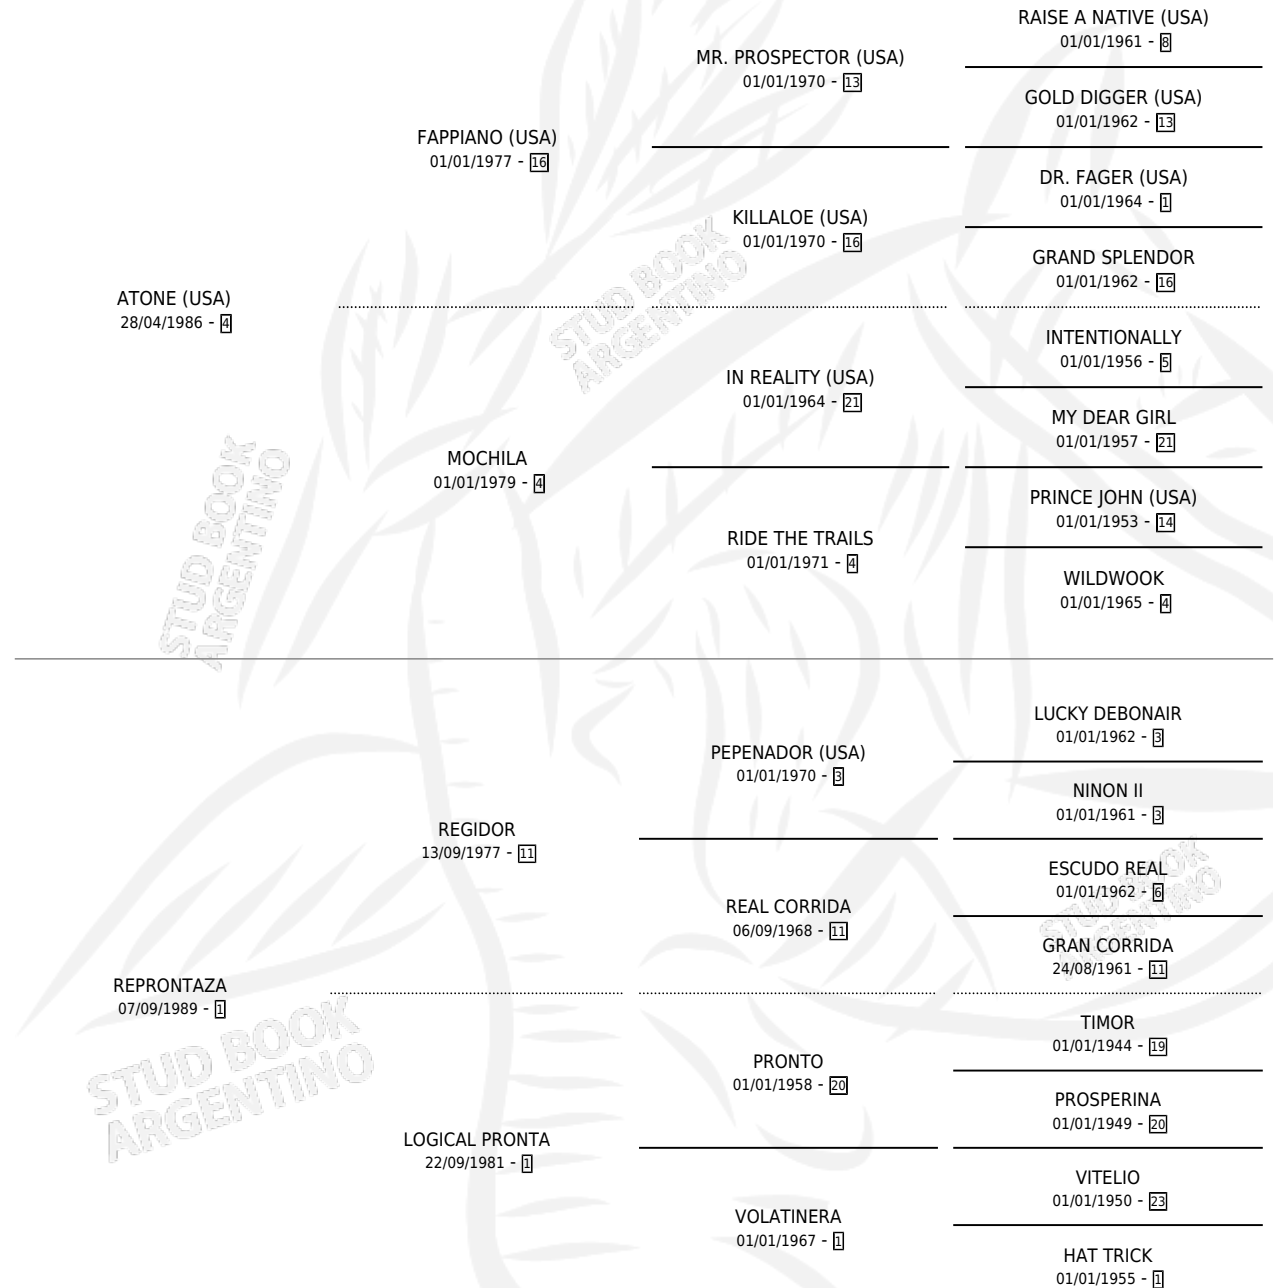 RAISE A NATIVE (USA)
01/01/1961 - 8
MR. PROSPECTOR (USA)
01/01/1970 - 13
GOLD DIGGER (USA)
01/01/1962 - 13
FAPPIANO (USA)
01/01/1977 - 16
DR. FAGER (USA)
01/01/1964 - 1
KILLALOE (USA)
01/01/1970 - 16
GRAND SPLENDOR
01/01/1962 - 16
ATONE (USA)
28/04/1986 - 4
INTENTIONALLY
01/01/1956 - 5
IN REALITY (USA)
01/01/1964 - 21
MY DEAR GIRL
01/01/1957 - 21
MOCHILA
01/01/1979 - 4
PRINCE JOHN (USA)
01/01/1953 - 14
RIDE THE TRAILS
01/01/1971 - 4
WILDWOOK
01/01/1965 - 4
LUCKY DEBONAIR
01/01/1962 - 3
PEPENADOR (USA)
01/01/1970 - 3
NINON II
01/01/1961 - 3
REGIDOR
13/09/1977 - 11
ESCUDO REAL
01/01/1962 - 6
REAL CORRIDA
06/09/1968 - 11
GRAN CORRIDA
24/08/1961 - 11
REPRONTAZA
07/09/1989 - 1
TIMOR
01/01/1944 - 19
PRONTO
01/01/1958 - 20
PROSPERINA
01/01/1949 - 20
LOGICAL PRONTA
22/09/1981 - 1
VITELIO
01/01/1950 - 23
VOLATINERA
01/01/1967 - 1
HAT TRICK
01/01/1955 - 1
STUD BOOK
ARGENTINO
STUD BOOK
ARGENTINO
STUD BOOK
ARGENTINO
STUD BOOK
ARGENTINO